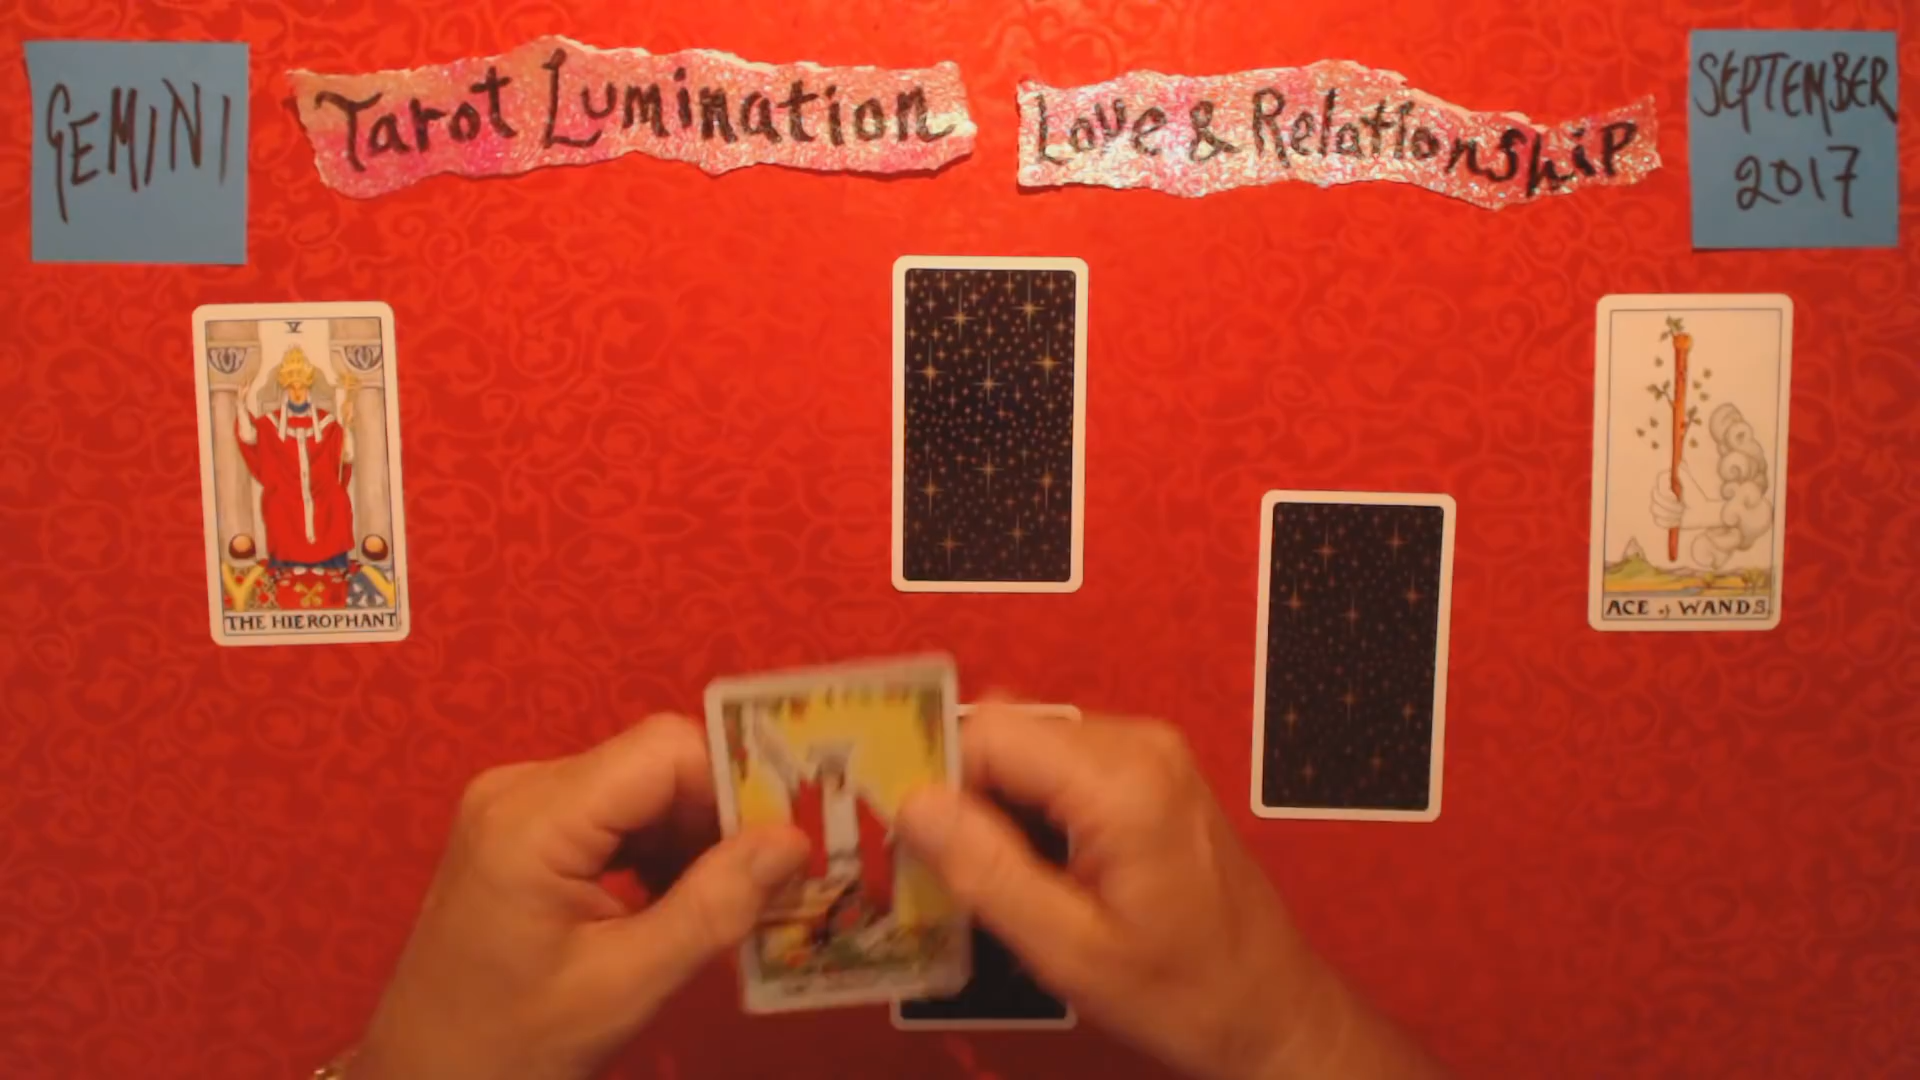 GEMINI
Tarot Lumination
Love & Relationship
SEPTEMBER
2017
V
THE HIEROPHANT.
ACE of WANDS.